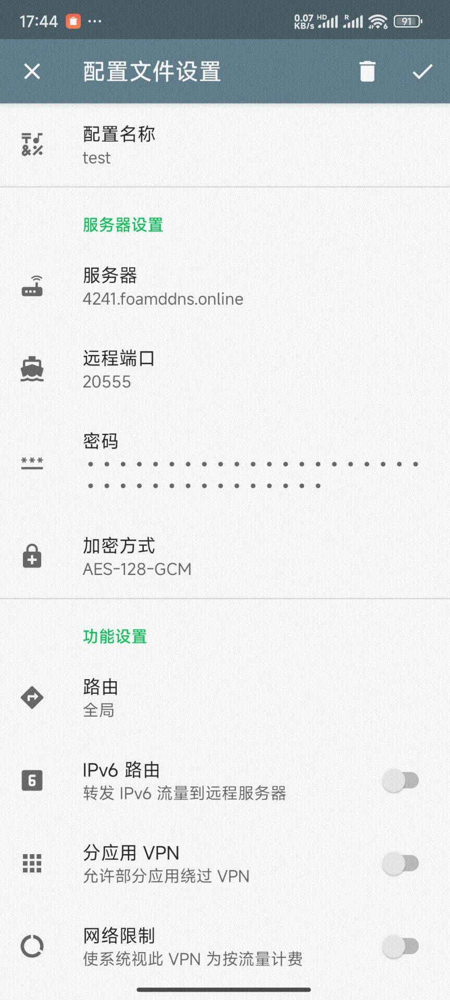 17:44
0.07 KB/s HD R 6 91
配置文件设置
配置名称
test
服务器设置
服务器
4241.foamddns.online
远程端口
20555
密码
•••••••••••••••••••••
•••••••••••••••
加密方式
AES-128-GCM
功能设置
路由
全局
IPv6 路由
转发 IPv6 流量到远程服务器
分应用 VPN
允许部分应用绕过 VPN
网络限制
使系统视此 VPN 为按流量计费